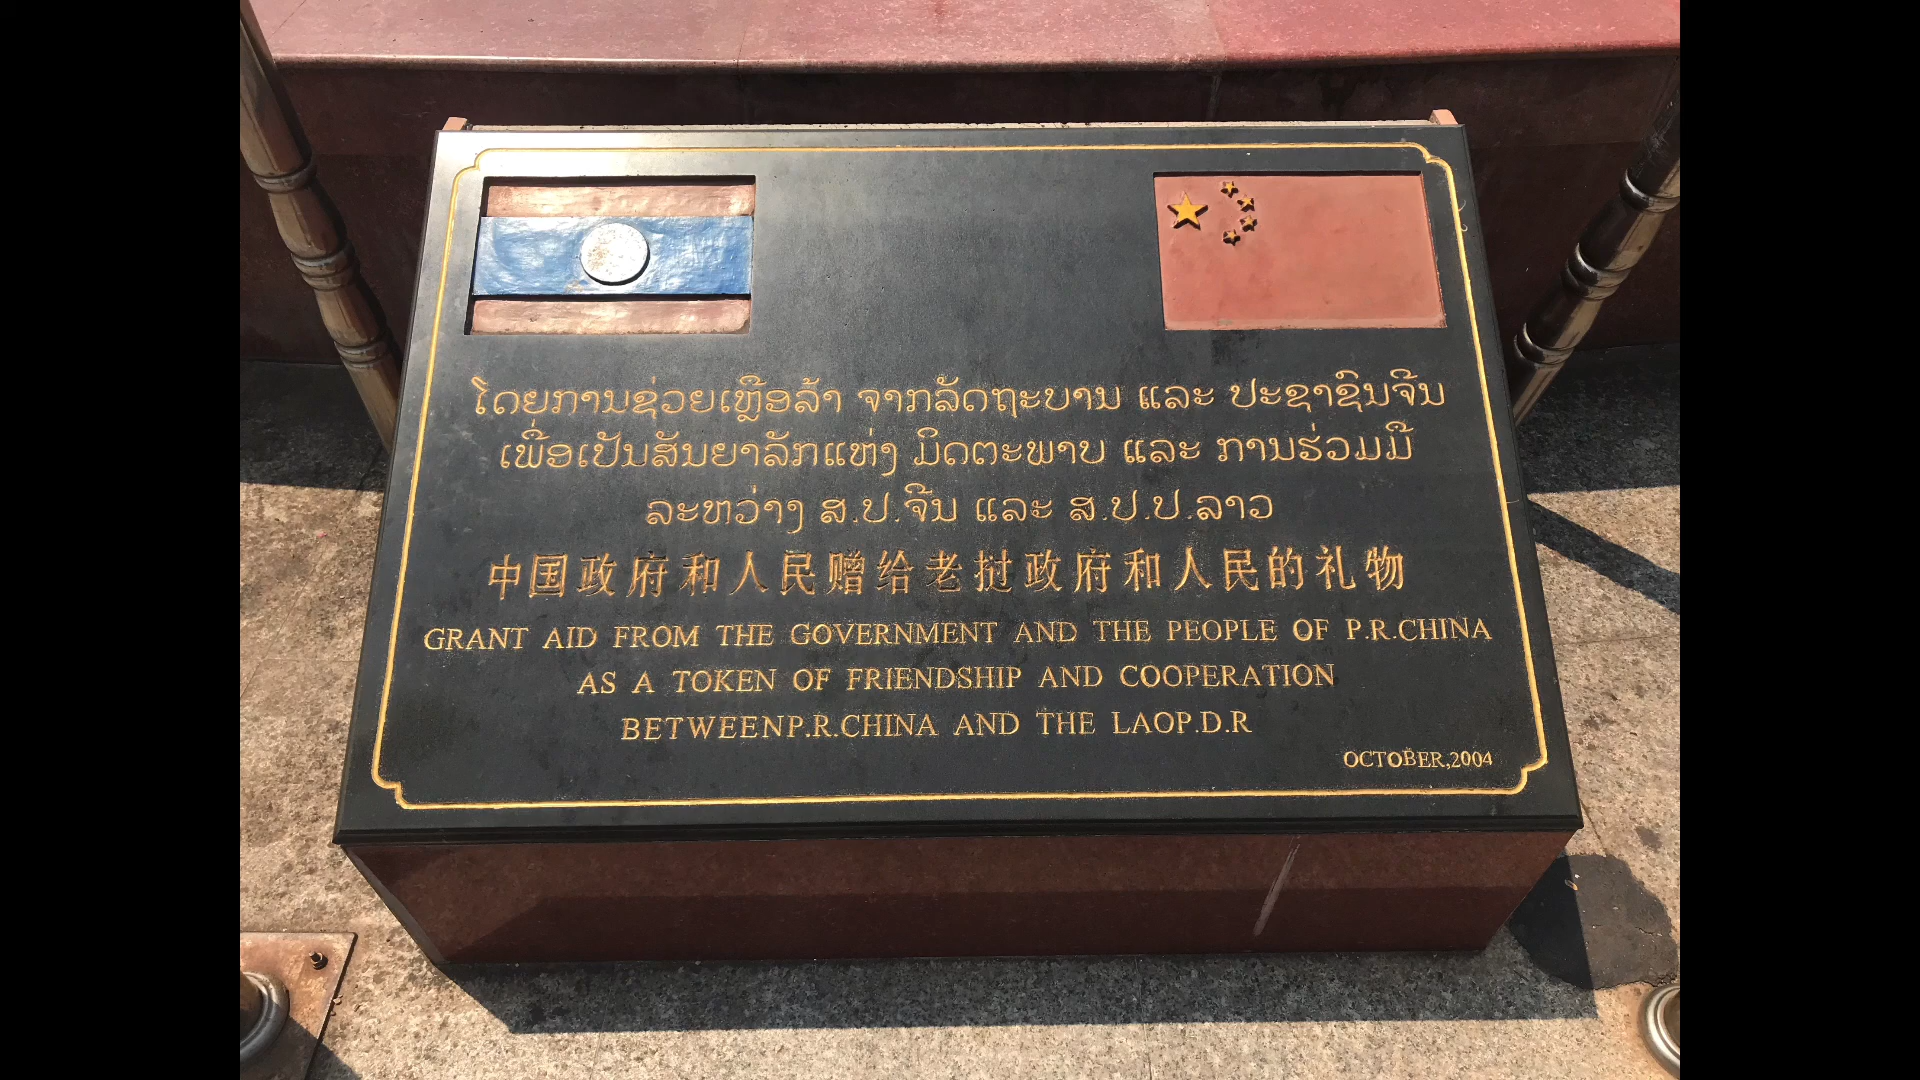 ໂດຍການຊ່ວຍເຫຼືອລ້າ ຈາກລັດຖະບານ ແລະ ປະຊາຊົນຈີນ
ເພື່ອເປັນສັນຍາລັກແຫ່ງ ມິດຕະພາບ ແລະ ການຮ່ວມມື
ລະຫວ່າງ ສ.ປ.ຈີນ ແລະ ສ.ປ.ປ.ລາວ
中国政府和人民赠给老挝政府和人民的礼物
GRANT AID FROM THE GOVERNMENT AND THE PEOPLE OF P.R.CHINA
AS A TOKEN OF FRIENDSHIP AND COOPERATION
BETWEENP.R.CHINA AND THE LAOP.D.R
OCTOBER,2004